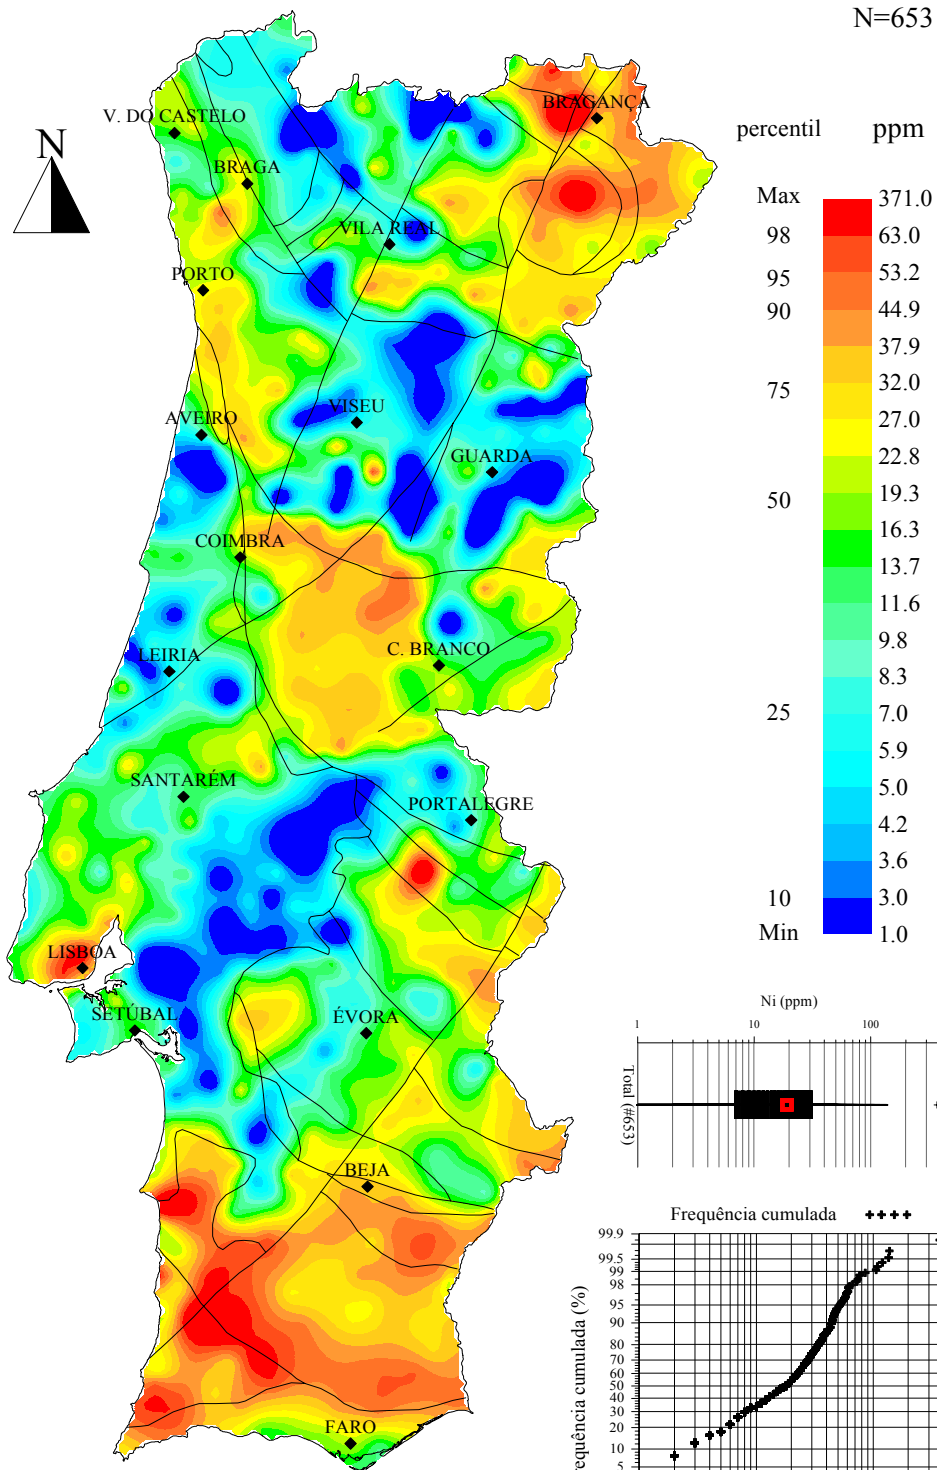 N=653
N
V. DO CASTELO
BRAGANÇA
BRAGA
VILA REAL
PORTO
AVEIRO
VISEU
GUARDA
COIMBRA
LEIRIA
C. BRANCO
SANTARÉM
PORTALEGRE
LISBOA
SETÚBAL
ÉVORA
BEJA
FARO
percentil ppm
Max 371.0
98 63.0
95 53.2
90 44.9
37.9
75 32.0
27.0
22.8
50 19.3
16.3
13.7
11.6
9.8
8.3
25 7.0
5.9
5.0
4.2
3.6
10 3.0
Min 1.0
Ni (ppm)
1 10 100
Total (#653)
Frequência cumulada
99.9
99.5
99
98
95
90
80
70
60
50
40
30
20
10
5
requência cumulada (%)